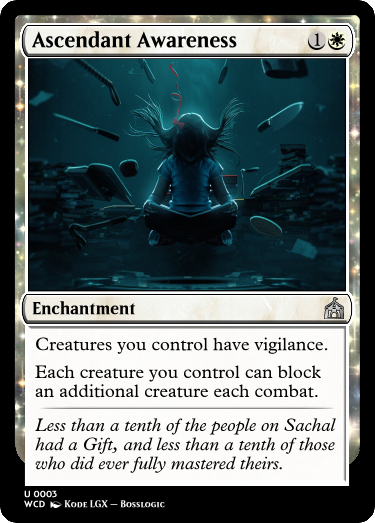 Ascendant Awareness 1
Enchantment
Creatures you control have vigilance.
Each creature you control can block
an additional creature each combat.
Less than a tenth of the people on Sachal
had a Gift, and less than a tenth of those
who did ever fully mastered theirs.
U 0003
WCD Kode LGX – Bosslogic